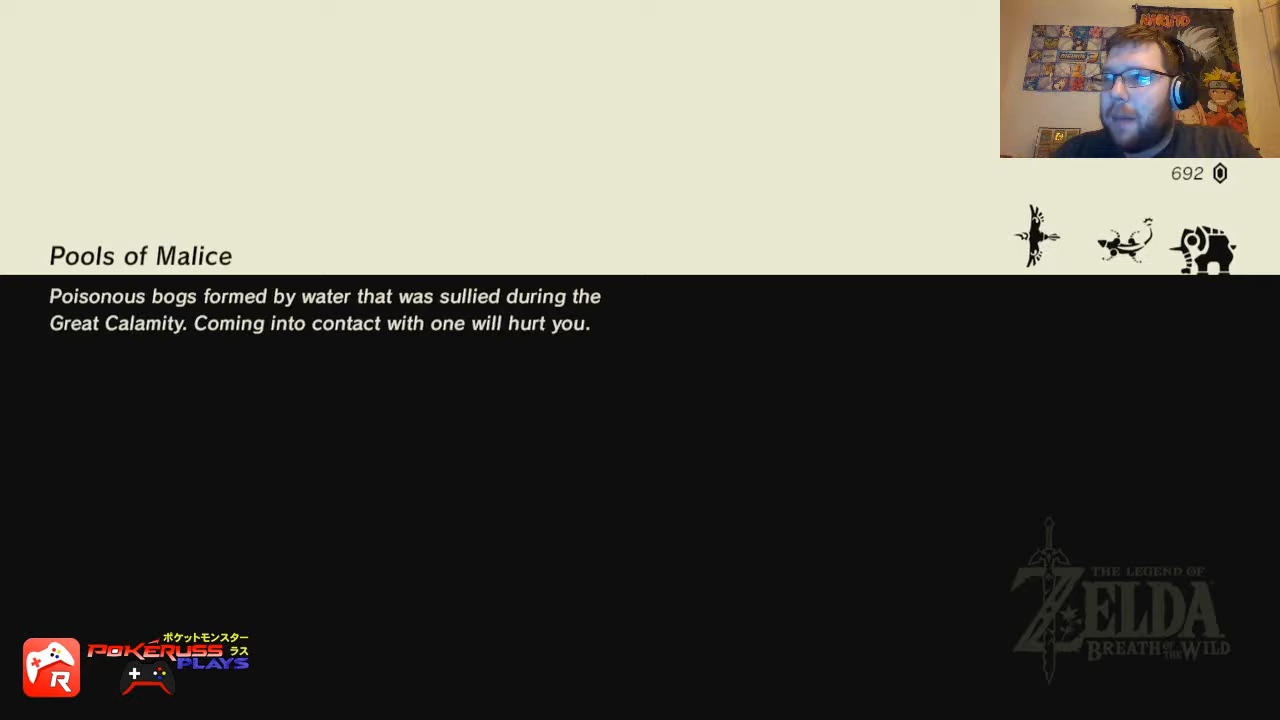 NARUTO
692
Pools of Malice
Poisonous bogs formed by water that was sullied during the
Great Calamity. Coming into contact with one will hurt you.
THE LEGEND OF
ZELDA
BREATH OF THE WILD
ポケットモンスター
ラス
POKÉRUSS
PLAYS
R